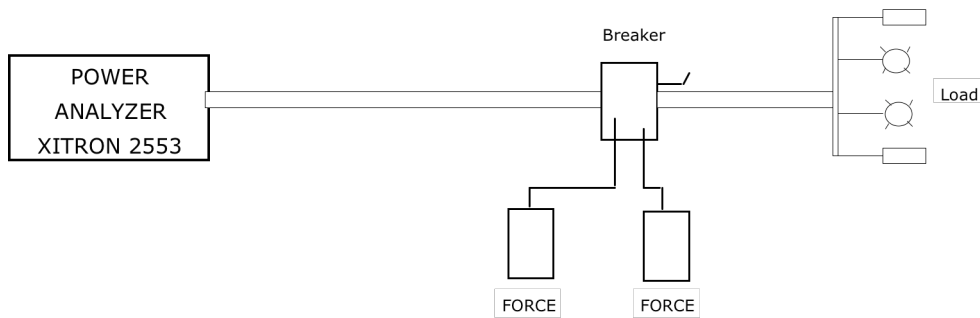 Breaker
POWER
ANALYZER
XITRON 2553
Load
FORCE
FORCE